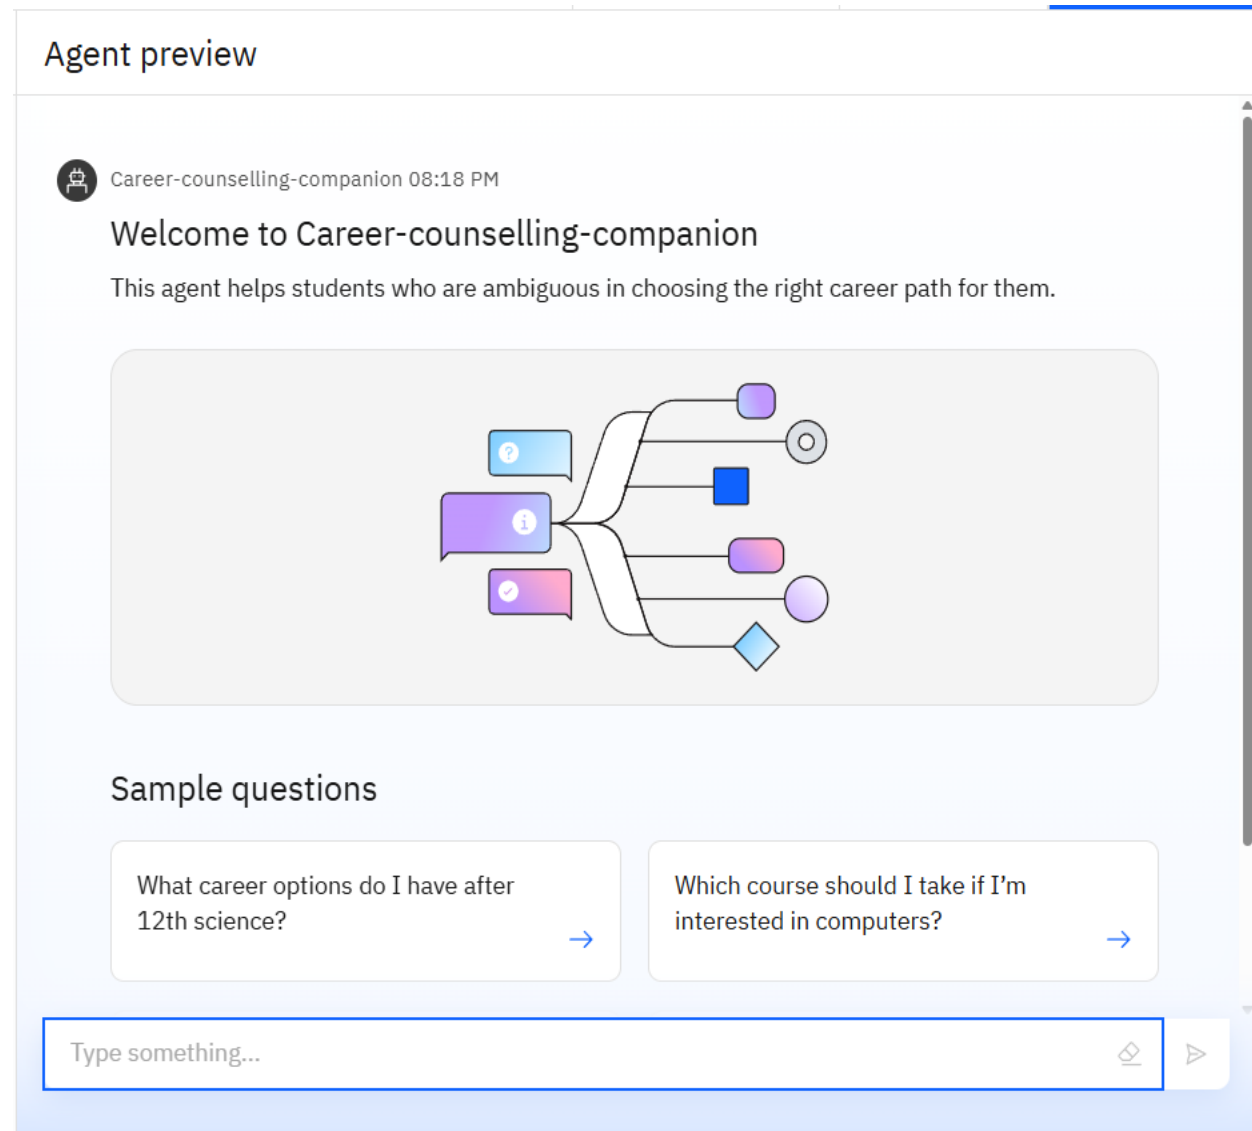 Agent preview
Career-counselling-companion 08:18 PM
Welcome to Career-counselling-companion
This agent helps students who are ambiguous in choosing the right career path for them.
?
i
Sample questions
What career options do I have after
12th science?
Which course should I take if I’m
interested in computers?
Type something...